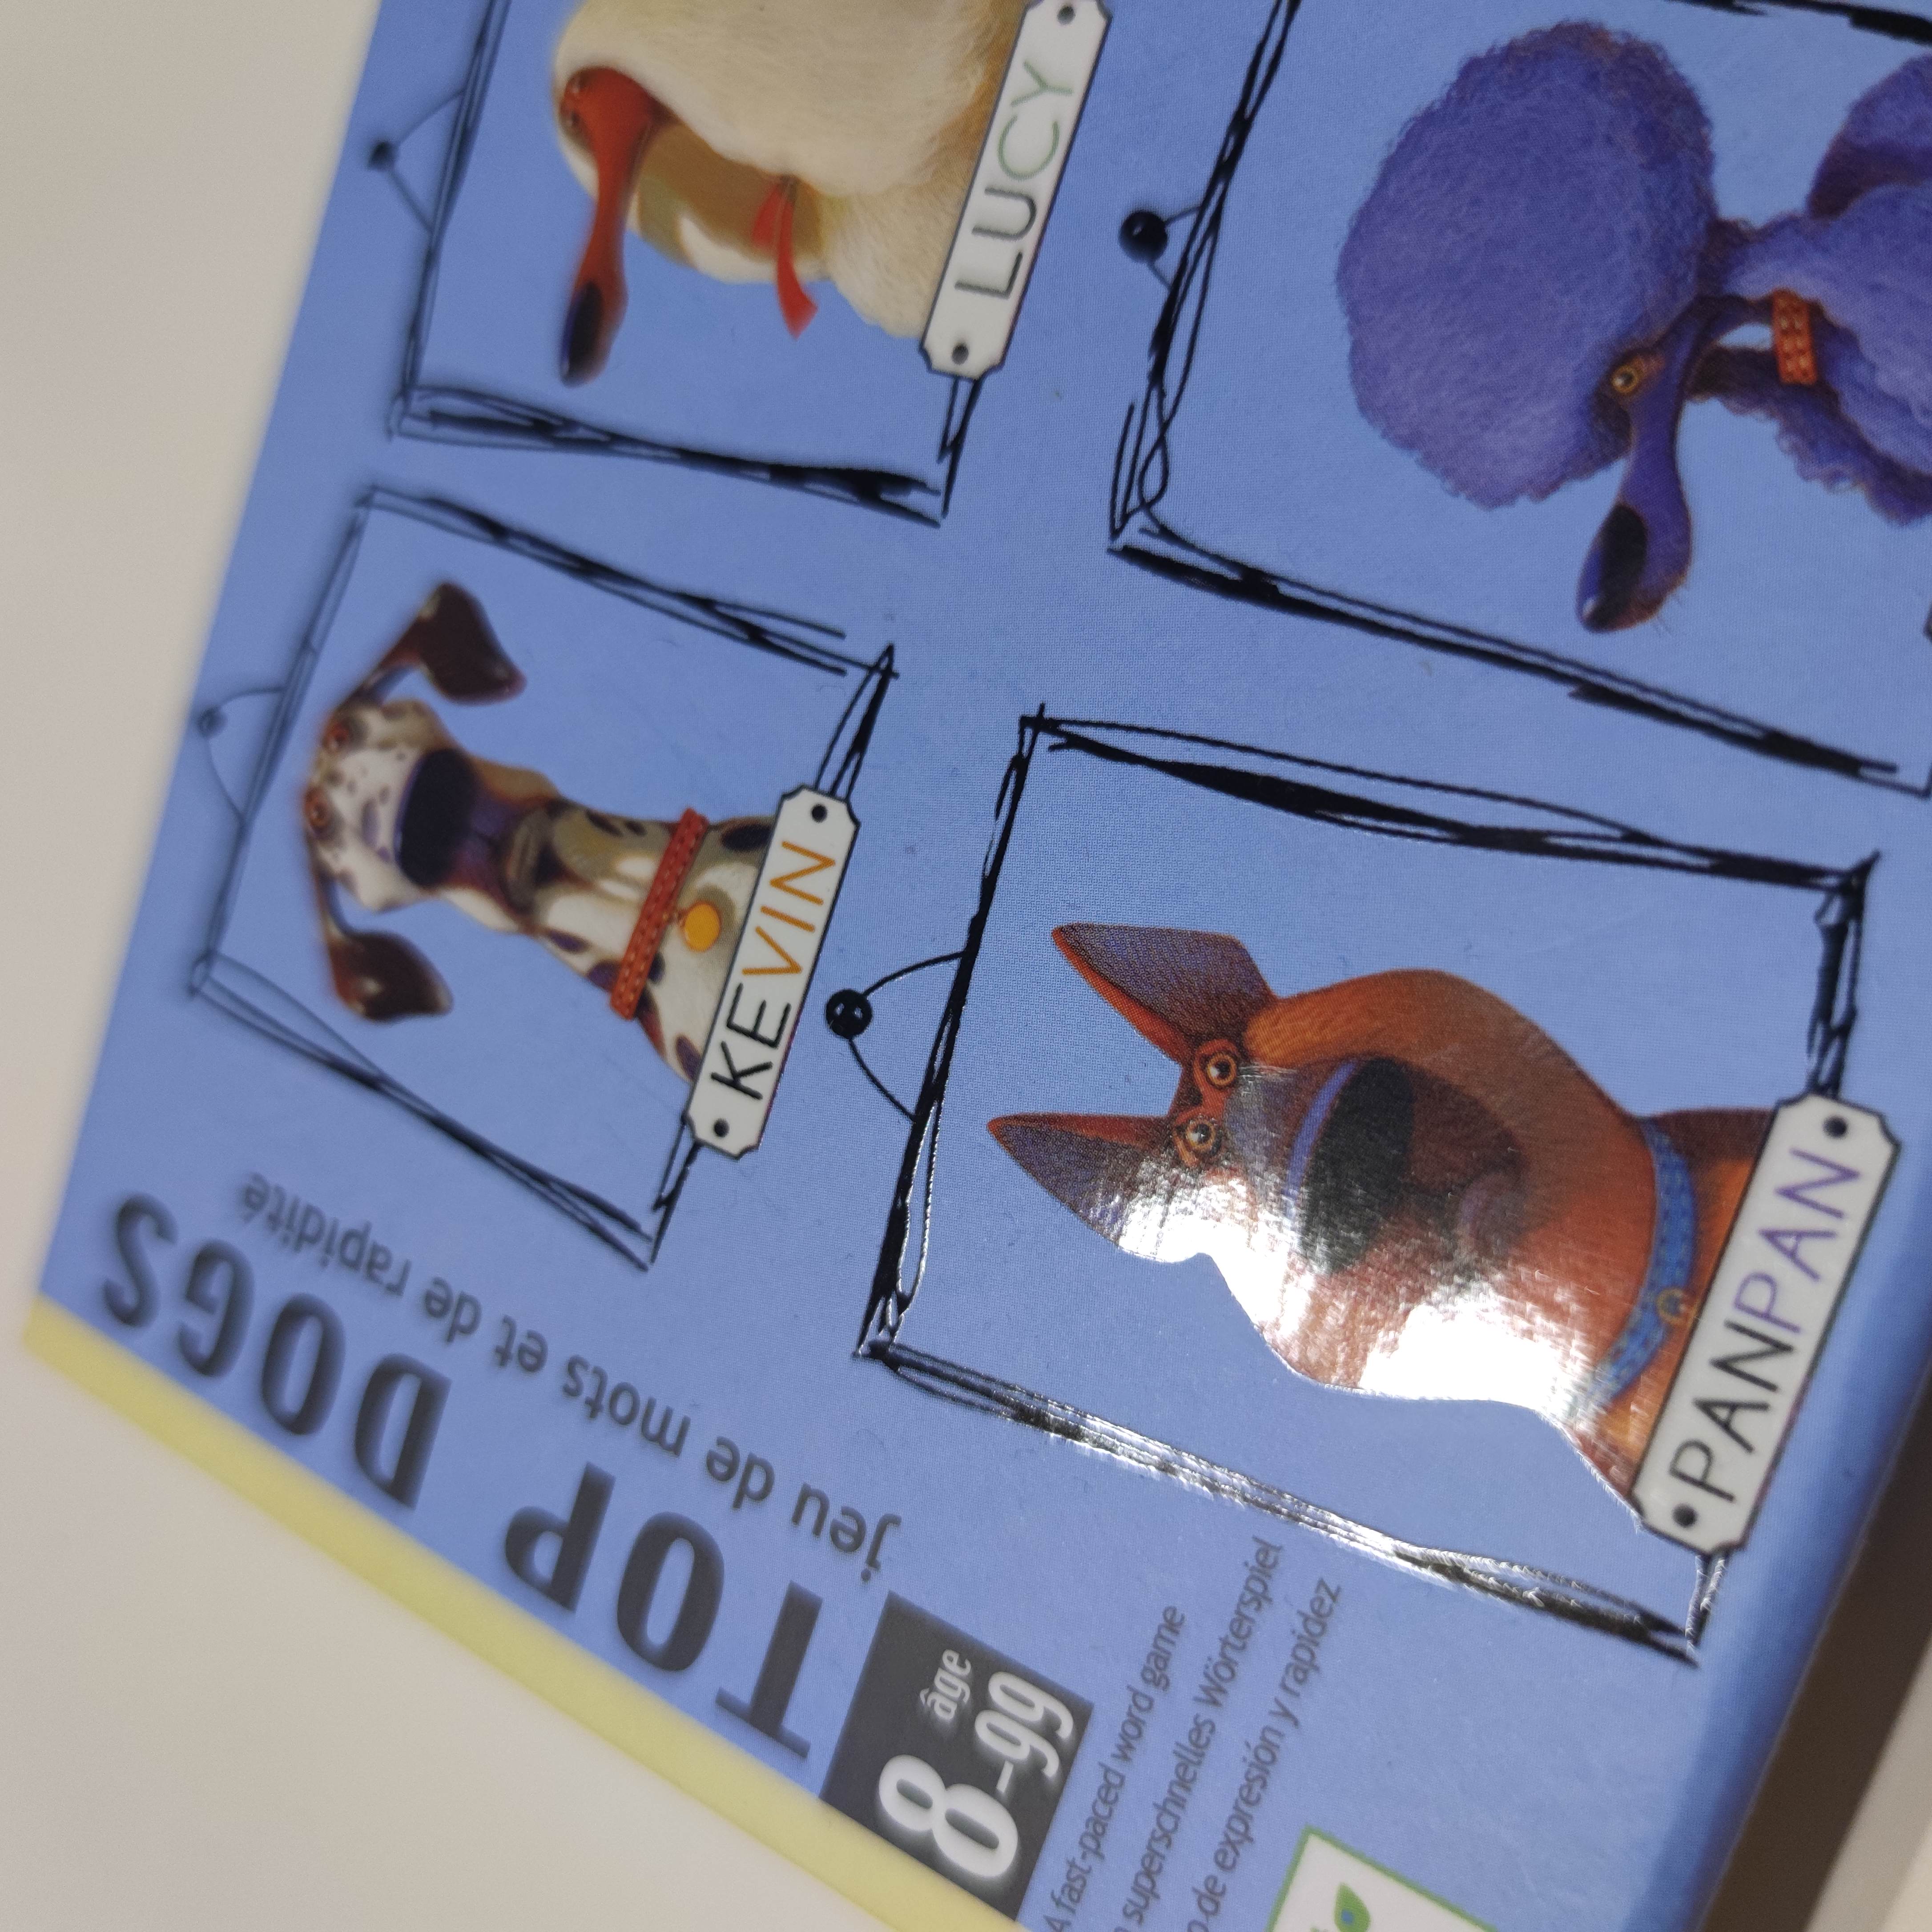 TOP DOGS
jeu de mots et de rapidité
âge
8-99
A fast-paced word game
superschnelles Wörterspiel
de expresión y rapidez
KEVIN
LUCY
PANPAN